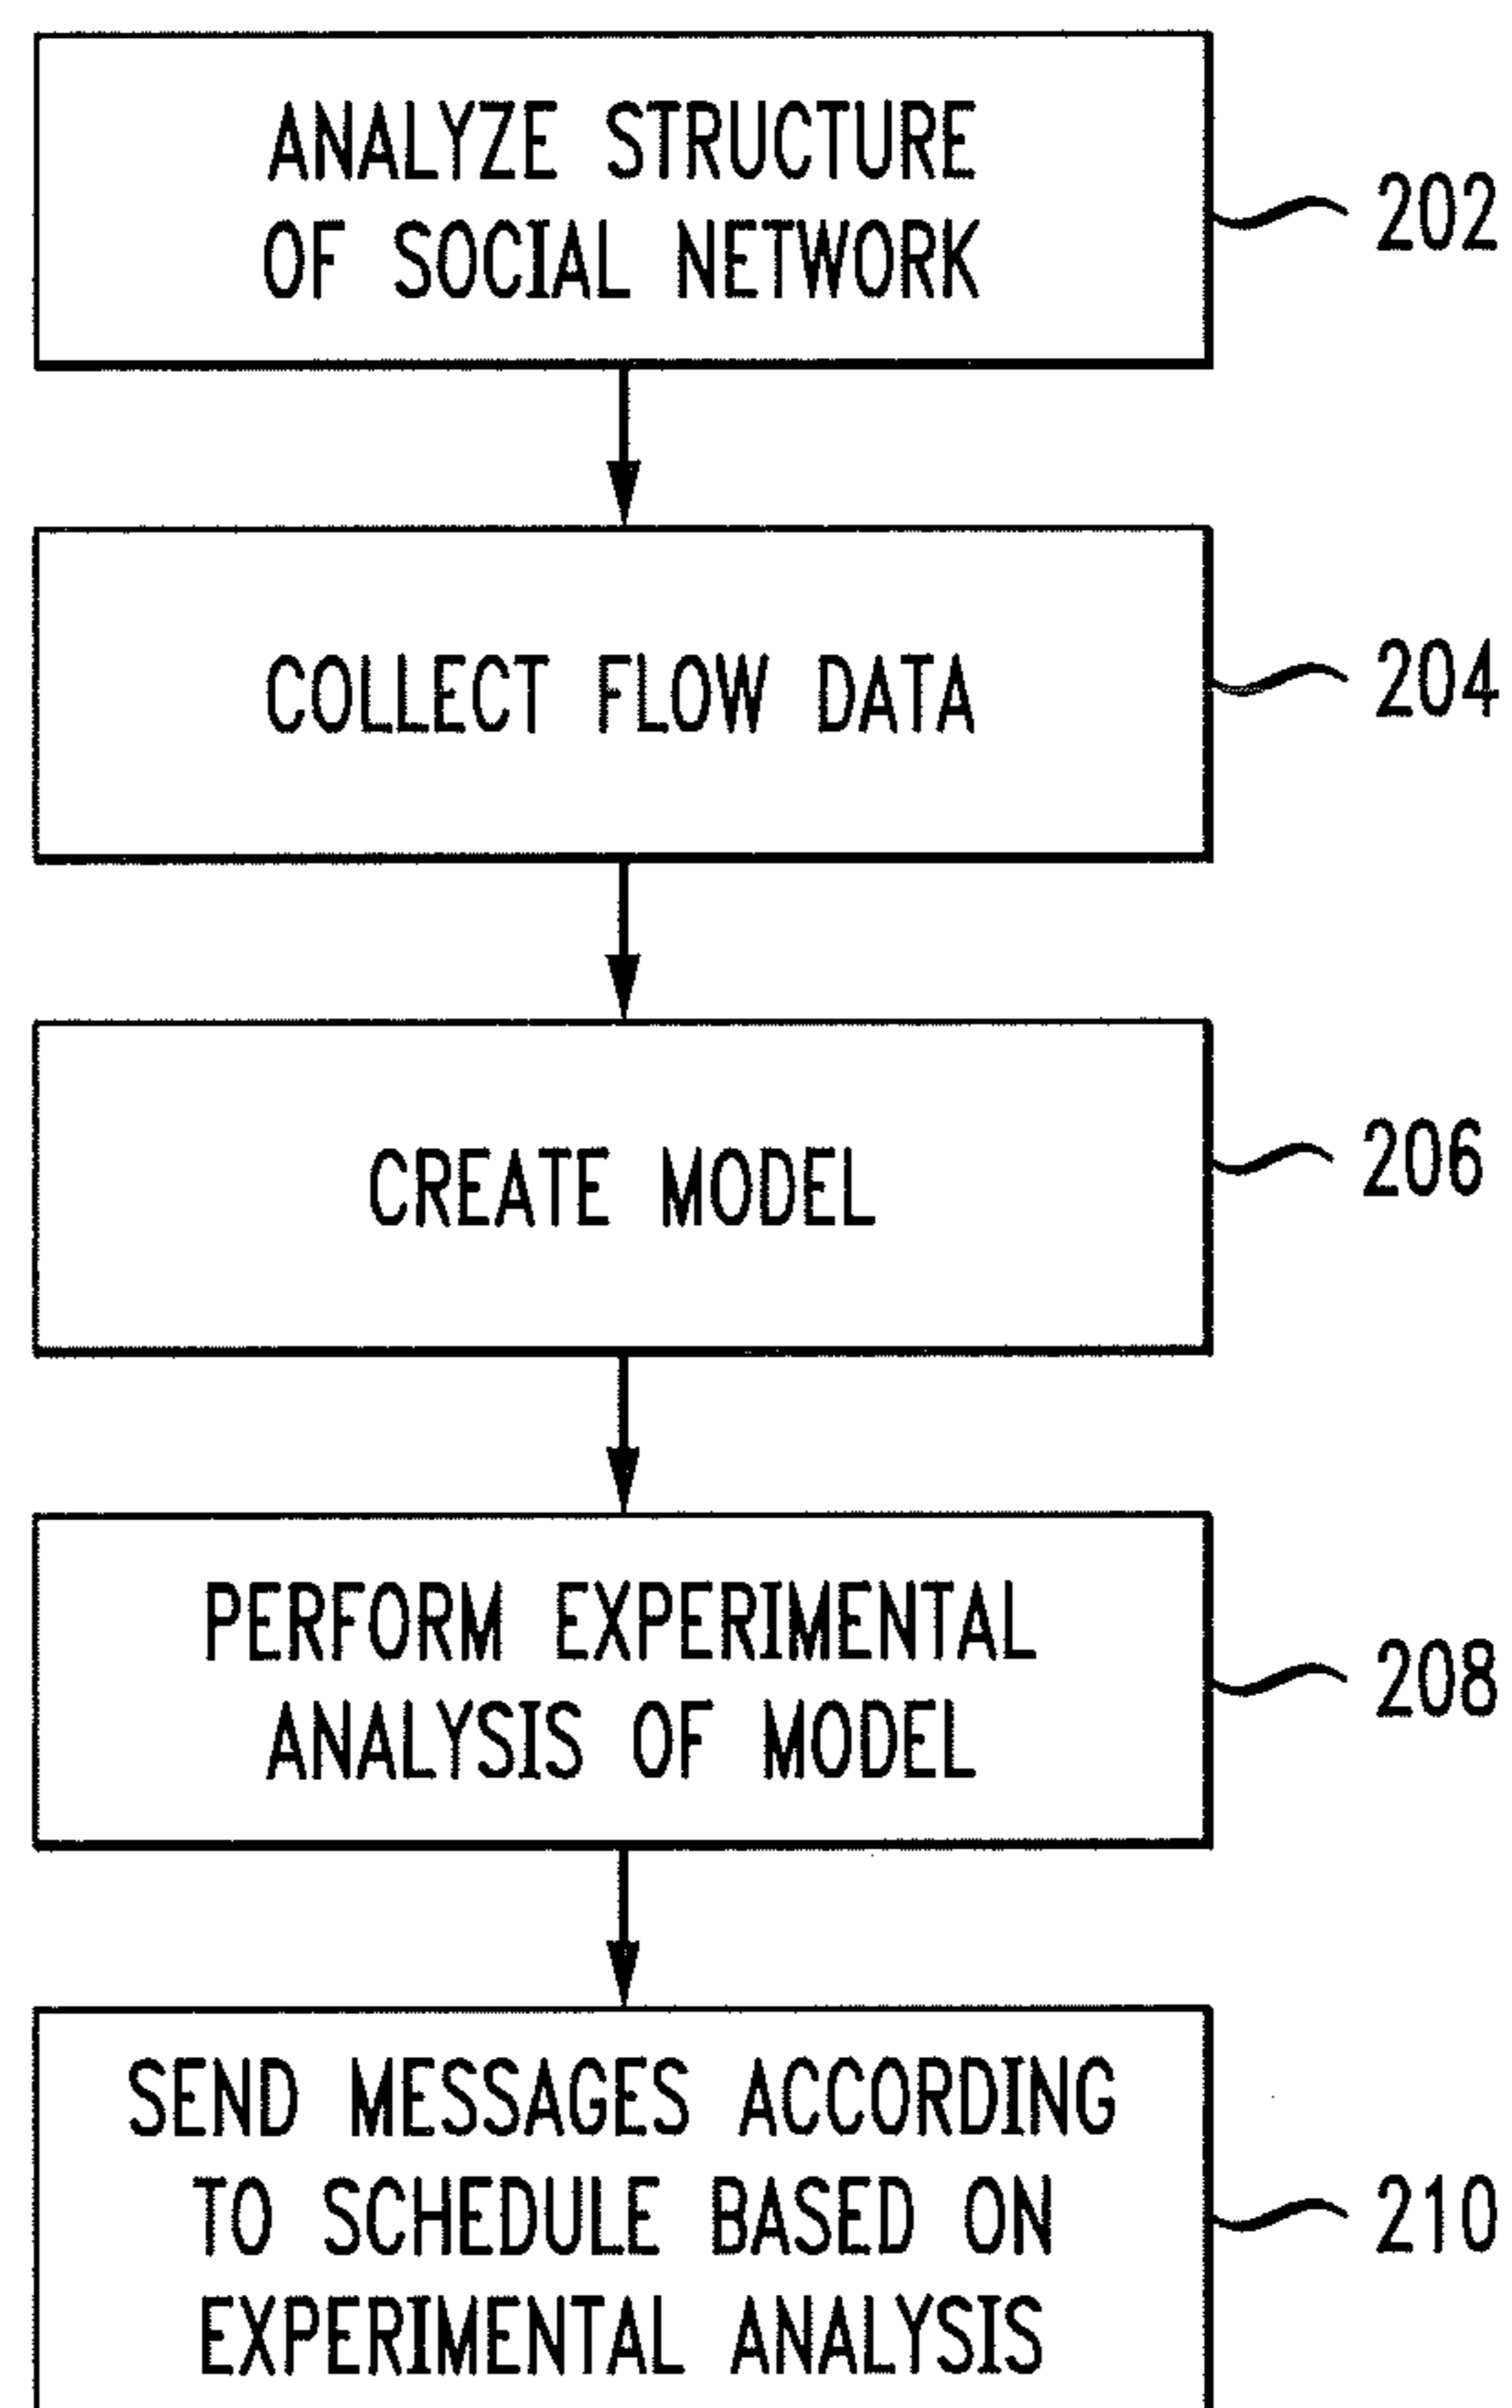 ANALYZE STRUCTURE
OF SOCIAL NETWORK
202
COLLECT FLOW DATA
204
CREATE MODEL
206
PERFORM EXPERIMENTAL
ANALYSIS OF MODEL
208
SEND MESSAGES ACCORDING
TO SCHEDULE BASED ON
EXPERIMENTAL ANALYSIS
210